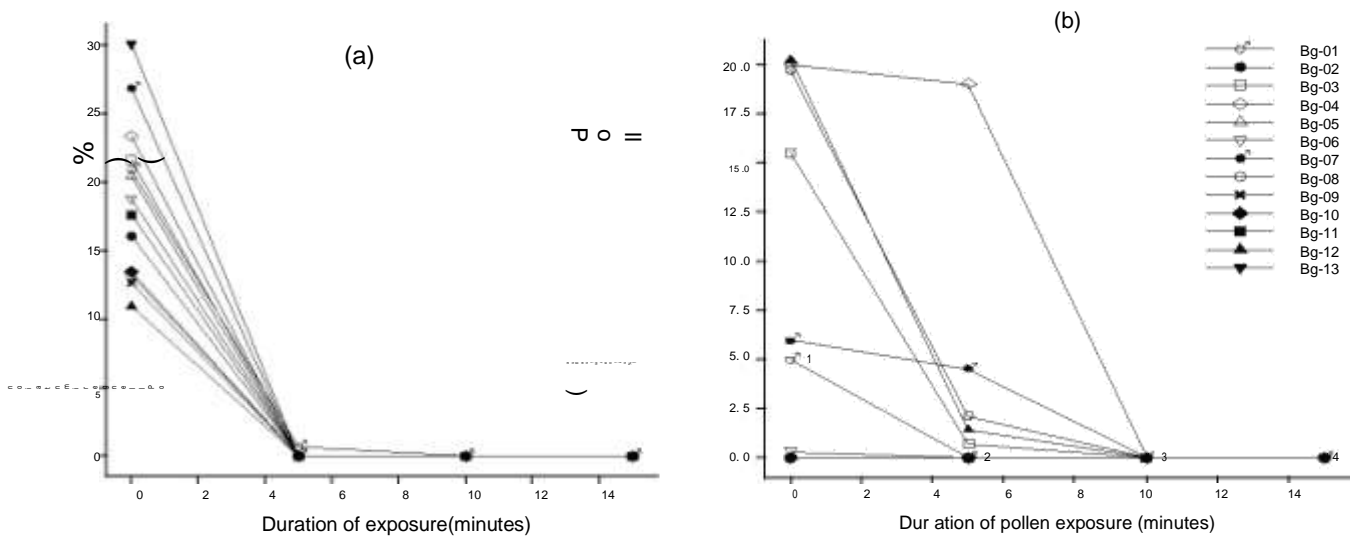 (a)
30
25
%
20
15
10
5
0
0 2 4 6 8 10 12 14
Duration of exposure(minutes)
P o ll
)
(b)
20.0
17.5
15.0
12.5
10.0
7.5
5.0
2.5
0.0
1
2
3
4
0 2 4 6 8 10 12 14
Dur ation of pollen exposure (minutes)
Bg-01
Bg-02
Bg-03
Bg-04
Bg-05
Bg-06
Bg-07
Bg-08
Bg-09
Bg-10
Bg-11
Bg-12
Bg-13